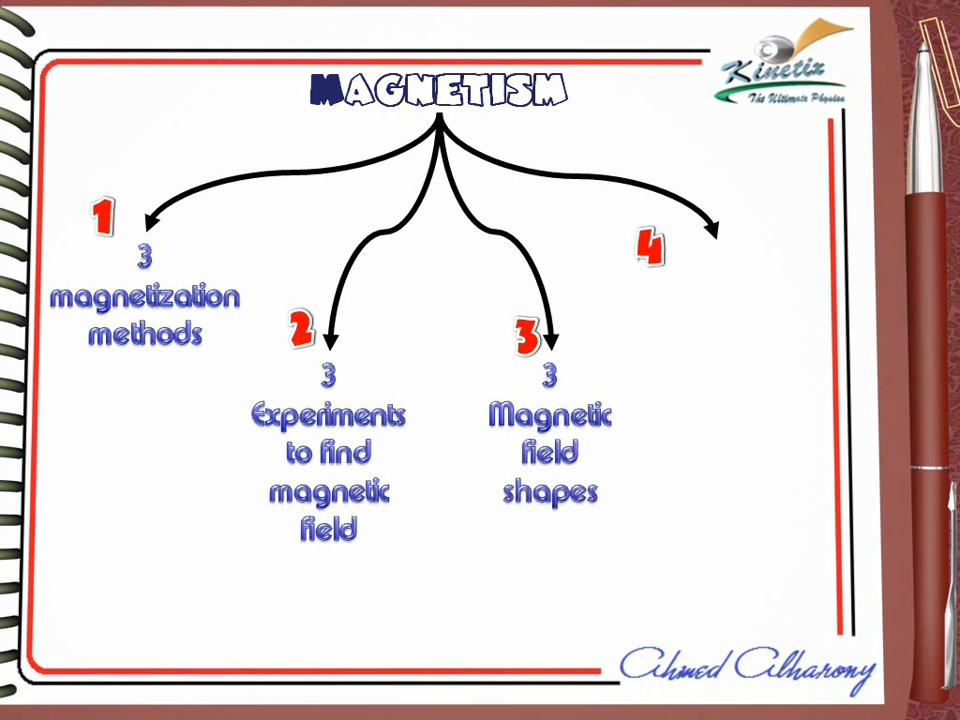 MAGNETISM
©
Kinetix
The Ultimate Physics
1
3
magnetization
methods
2
3
Experiments
to find
magnetic
field
3
3
Magnetic
field
shapes
4
Ahmed Alharony